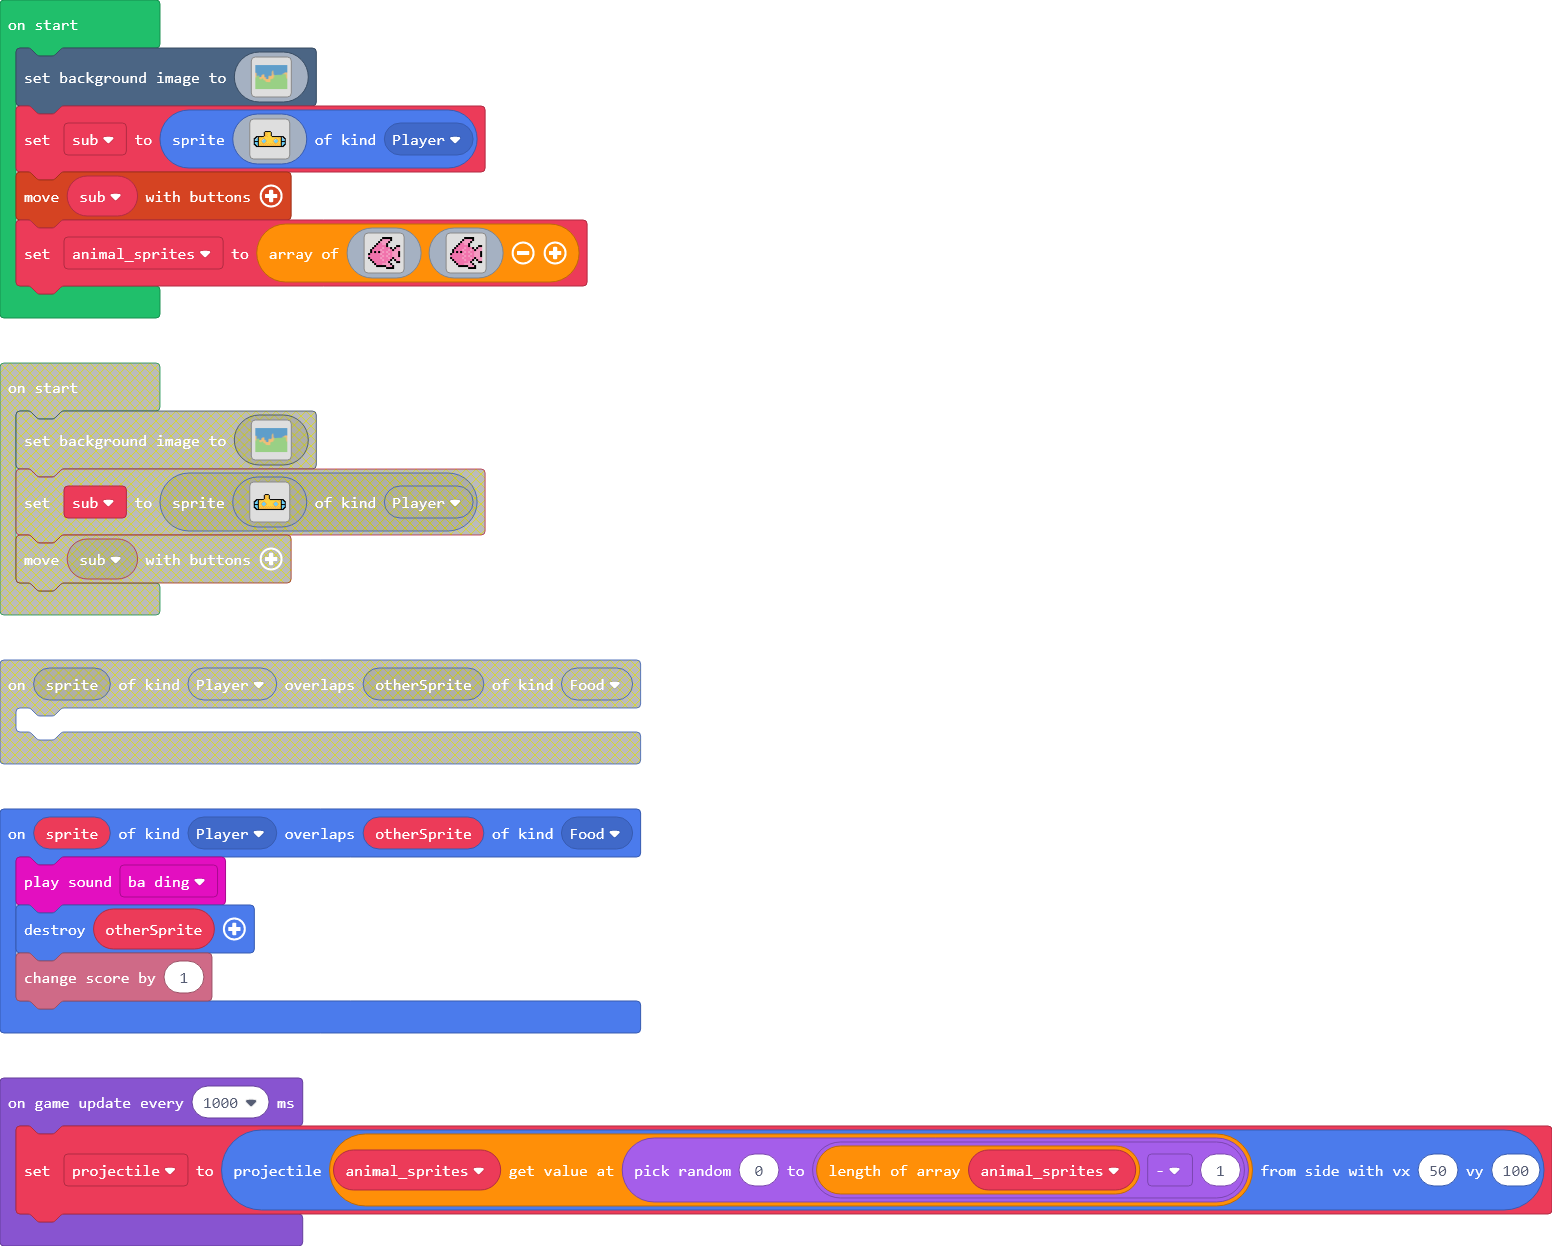 on start
set background image to
set sub to sprite of kind Player
move sub with buttons
set animal_sprites to array of
on start
set background image to
set sub to sprite of kind Player
move sub with buttons
on sprite of kind Player overlaps otherSprite of kind Food
on sprite of kind Player overlaps otherSprite of kind Food
play sound ba ding
destroy otherSprite
change score by 1
on game update every 1000 ms
set projectile to projectile animal_sprites get value at pick random 0 to length of array animal_sprites - 1 from side with vx 50 vy 100